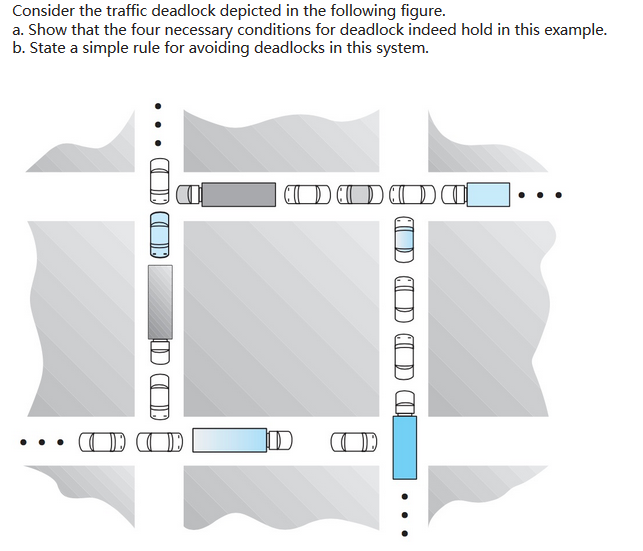 Consider the traffic deadlock depicted in the following figure.
a. Show that the four necessary conditions for deadlock indeed hold in this example.
b. State a simple rule for avoiding deadlocks in this system.